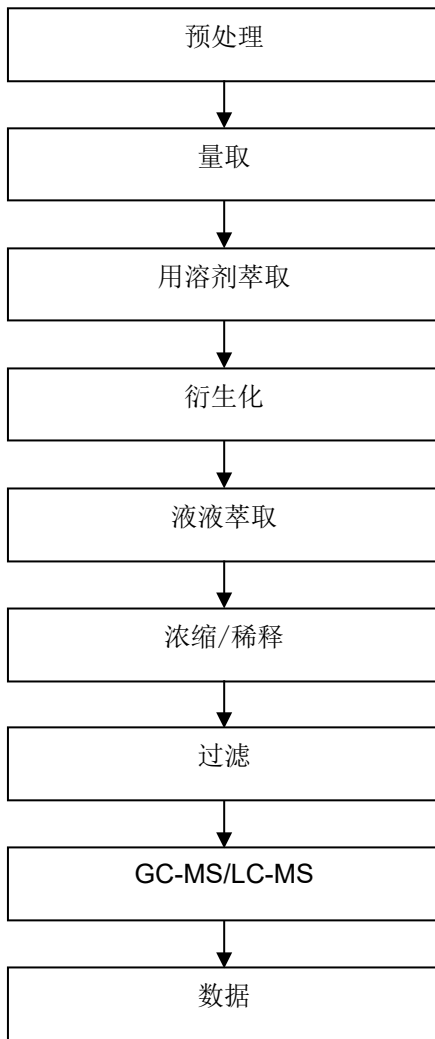 预处理
量取
用溶剂萃取
衍生化
液液萃取
浓缩/稀释
过滤
GC-MS/LC-MS
数据